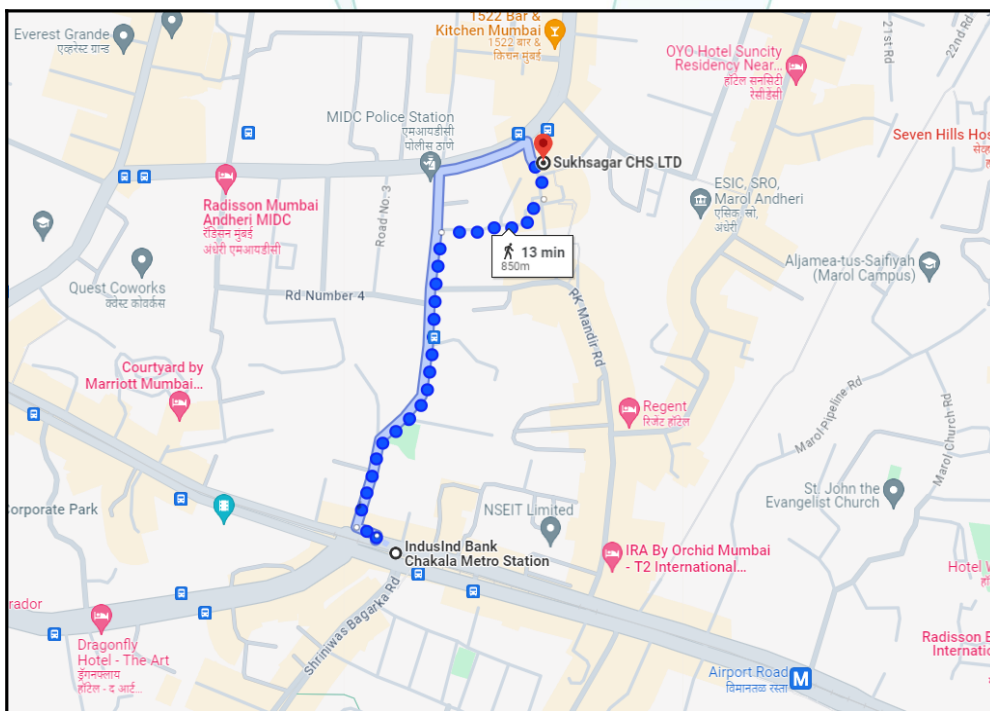 1522 Bar &
Kitchen Mumbai
1522 बार &
किचन मुंबई
Everest Grande
एव्हरेस्ट ग्रान्ड
21st Rd
22nd Rd
OYO Hotel Suncity
Residency Near...
हॉटेल सनसिटी
रेसीडेंसी
MIDC Police Station
एमआयडीसी
पोलीस ठाणे
Seven Hills Hos
Sukhsagar CHS LTD
ESIC, SRO,
Marol Andheri
एसिक, स्रो,
अंधेरी
Radisson Mumbai
Andheri MIDC
रॅडिसन मुंबई
अंधेरी एमआयडीसी
Road No. 3
13 min
850m
Aljamea-tus-Saifiyah
(Marol Campus)
Quest Coworks
क्वेस्ट कोवर्कस
Rd Number 4
PK Mandir Rd
Courtyard by
Marriott Mumbai...
Regent
रिजेंट हॉटेल
Marol Pipeline Rd
Marol Church Rd
St. John the
Evangelist Church
Corporate Park
NSEIT Limited
IndusInd Bank
Chakala Metro Station
IRA By Orchid Mumbai
- T2 International...
Hotel W
हॉ
rador
Shriniwas Bagarka Rd
Dragonfly
Hotel - The Art
ड्रॅगनफ्लाय
हॉटेल - द आर्ट...
Radisson B
Internation
Airport Road
विमानतळ रस्ता
M